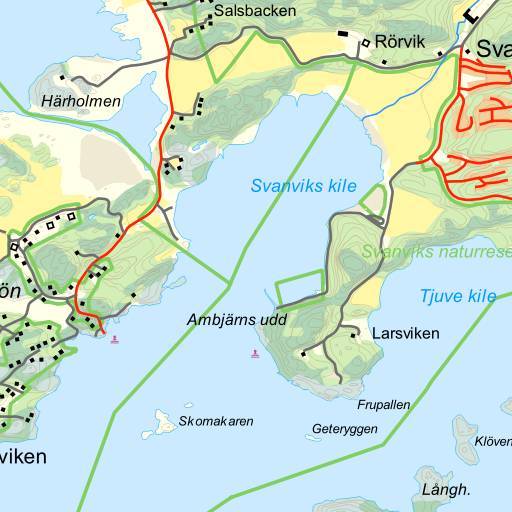 Salsbacken
Rörvik
Sva
Härholmen
Svanviks kile
Svanviks naturrese
ön
Tjuve kile
Ambjärns udd
Larsviken
Frupallen
Skomakaren
Geteryggen
Klöven
viken
Långh.